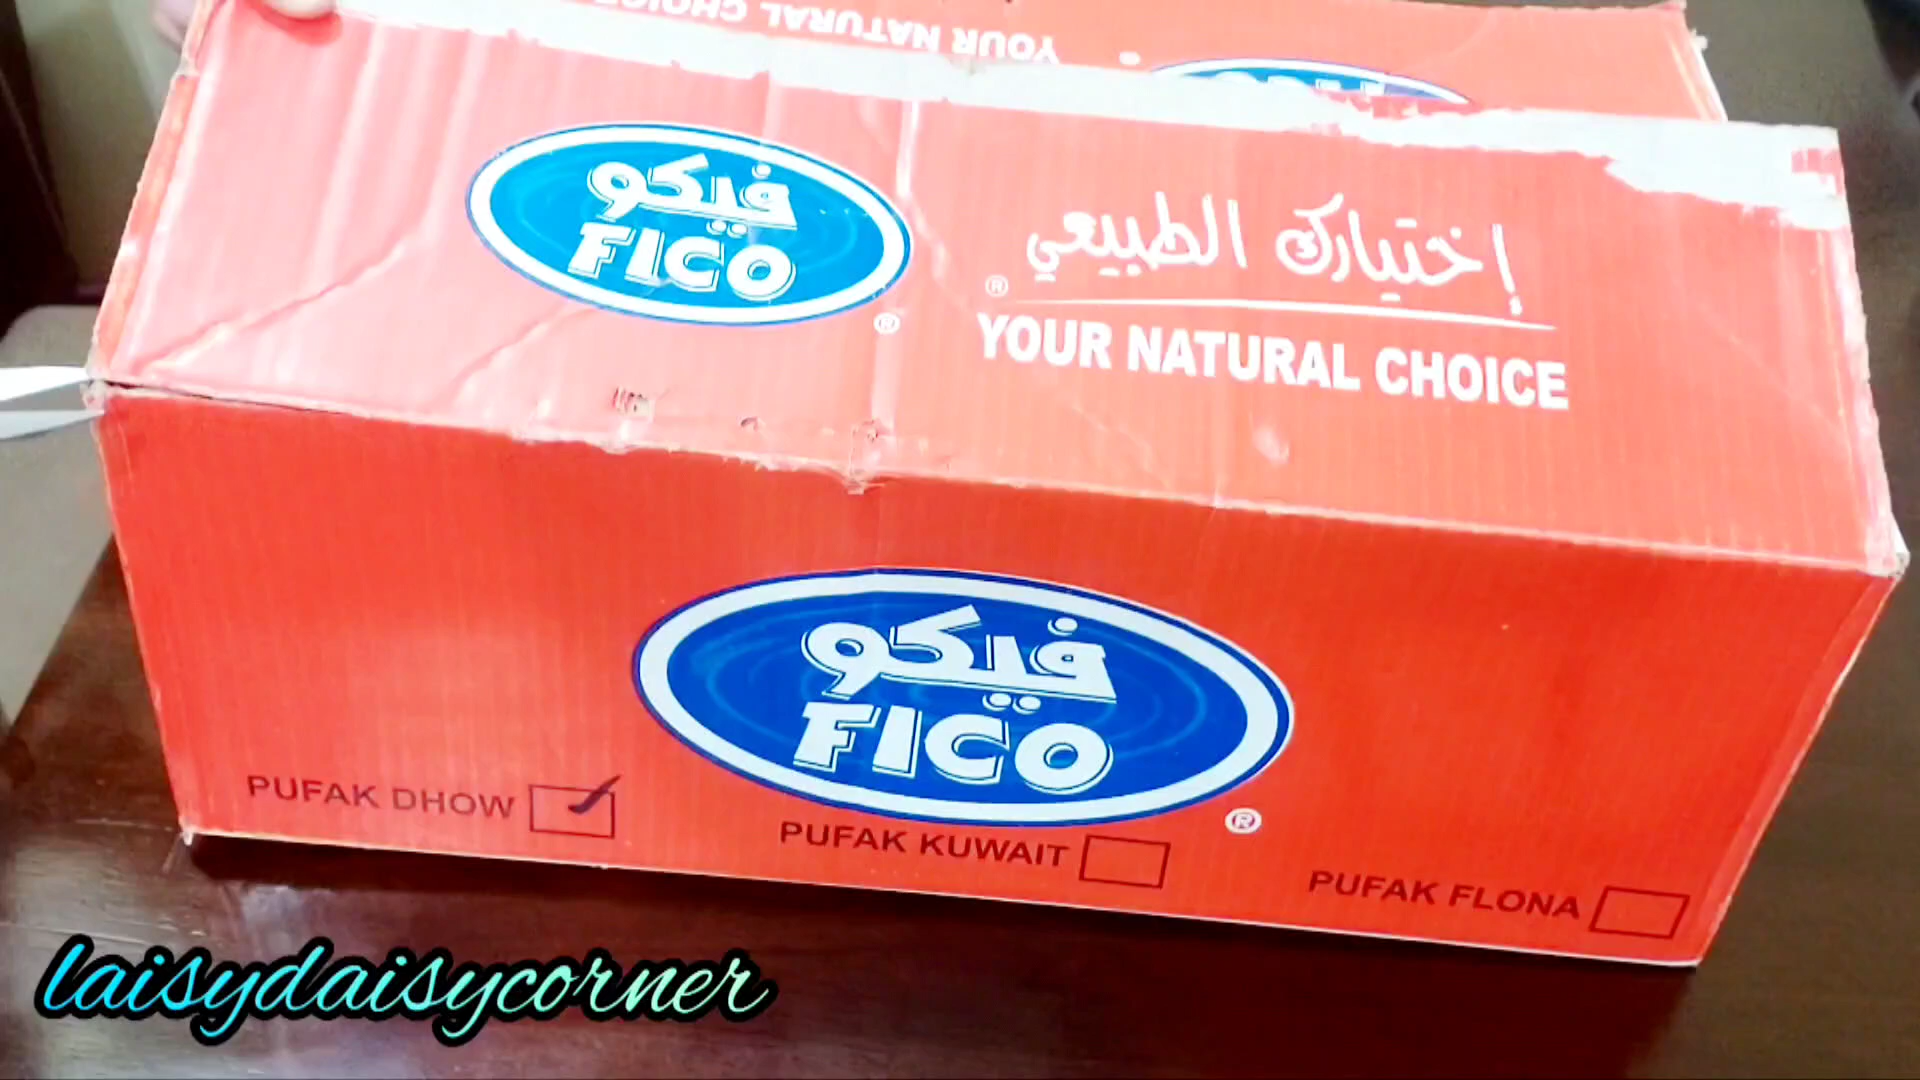 YOUR NATURAL CHOICE
فيكو
FICO
®
إختيارك الطبيعي
®
YOUR NATURAL CHOICE
فيكو
FICO
®
PUFAK DHOW
PUFAK KUWAIT
PUFAK FLONA
laisydaisycorner